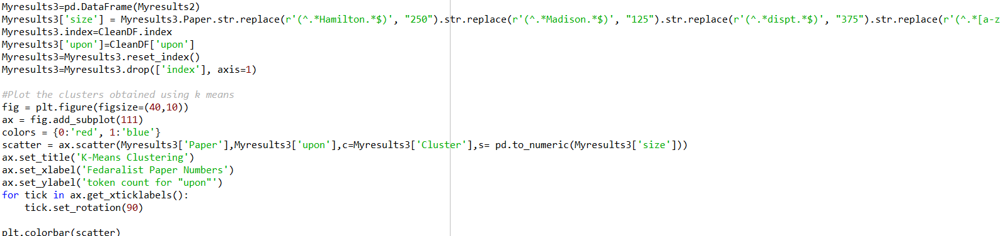 Myresults3=pd.DataFrame(Myresults2)
Myresults3['size'] = Myresults3.Paper.str.replace(r'(^.*Hamilton.*$)', "250").str.replace(r'(^.*Madison.*$)', "125").str.replace(r'(^.*dispt.*$)', "375").str.replace(r'(^.*[a-z
Myresults3.index=CleanDF.index
Myresults3['upon']=CleanDF['upon']
Myresults3=Myresults3.reset_index()
Myresults3=Myresults3.drop(['index'], axis=1)
#Plot the clusters obtained using k means
fig = plt.figure(figsize=(40,10))
ax = fig.add_subplot(111)
colors = {0:'red', 1:'blue'}
scatter = ax.scatter(Myresults3['Paper'],Myresults3['upon'],c=Myresults3['Cluster'],s= pd.to_numeric(Myresults3['size']))
ax.set_title('K-Means Clustering')
ax.set_xlabel('Fedaralist Paper Numbers')
ax.set_ylabel('token count for "upon"')
for tick in ax.get_xticklabels():
    tick.set_rotation(90)
plt.colorbar(scatter)